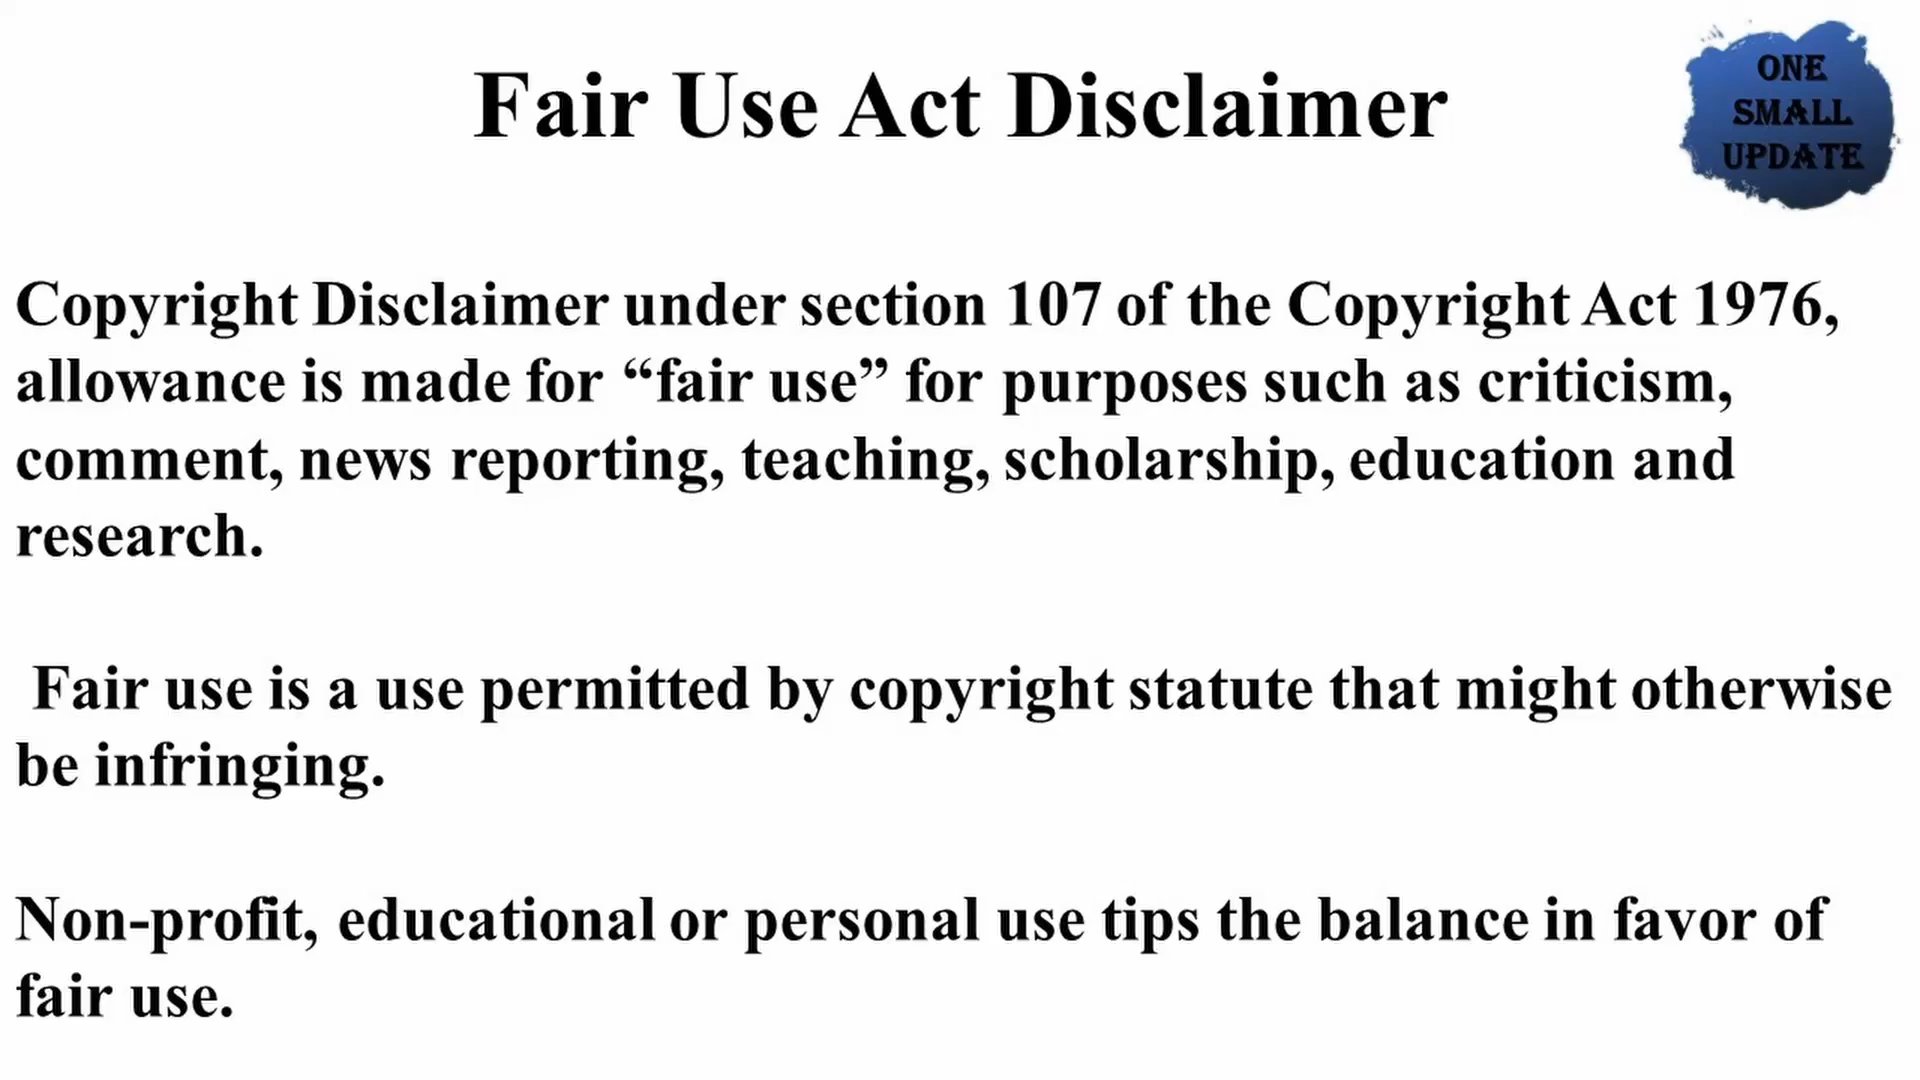 Fair Use Act Disclaimer
ONE
SMALL
UPDATE
Copyright Disclaimer under section 107 of the Copyright Act 1976,
allowance is made for “fair use” for purposes such as criticism,
comment, news reporting, teaching, scholarship, education and
research.
Fair use is a use permitted by copyright statute that might otherwise
be infringing.
Non-profit, educational or personal use tips the balance in favor of
fair use.